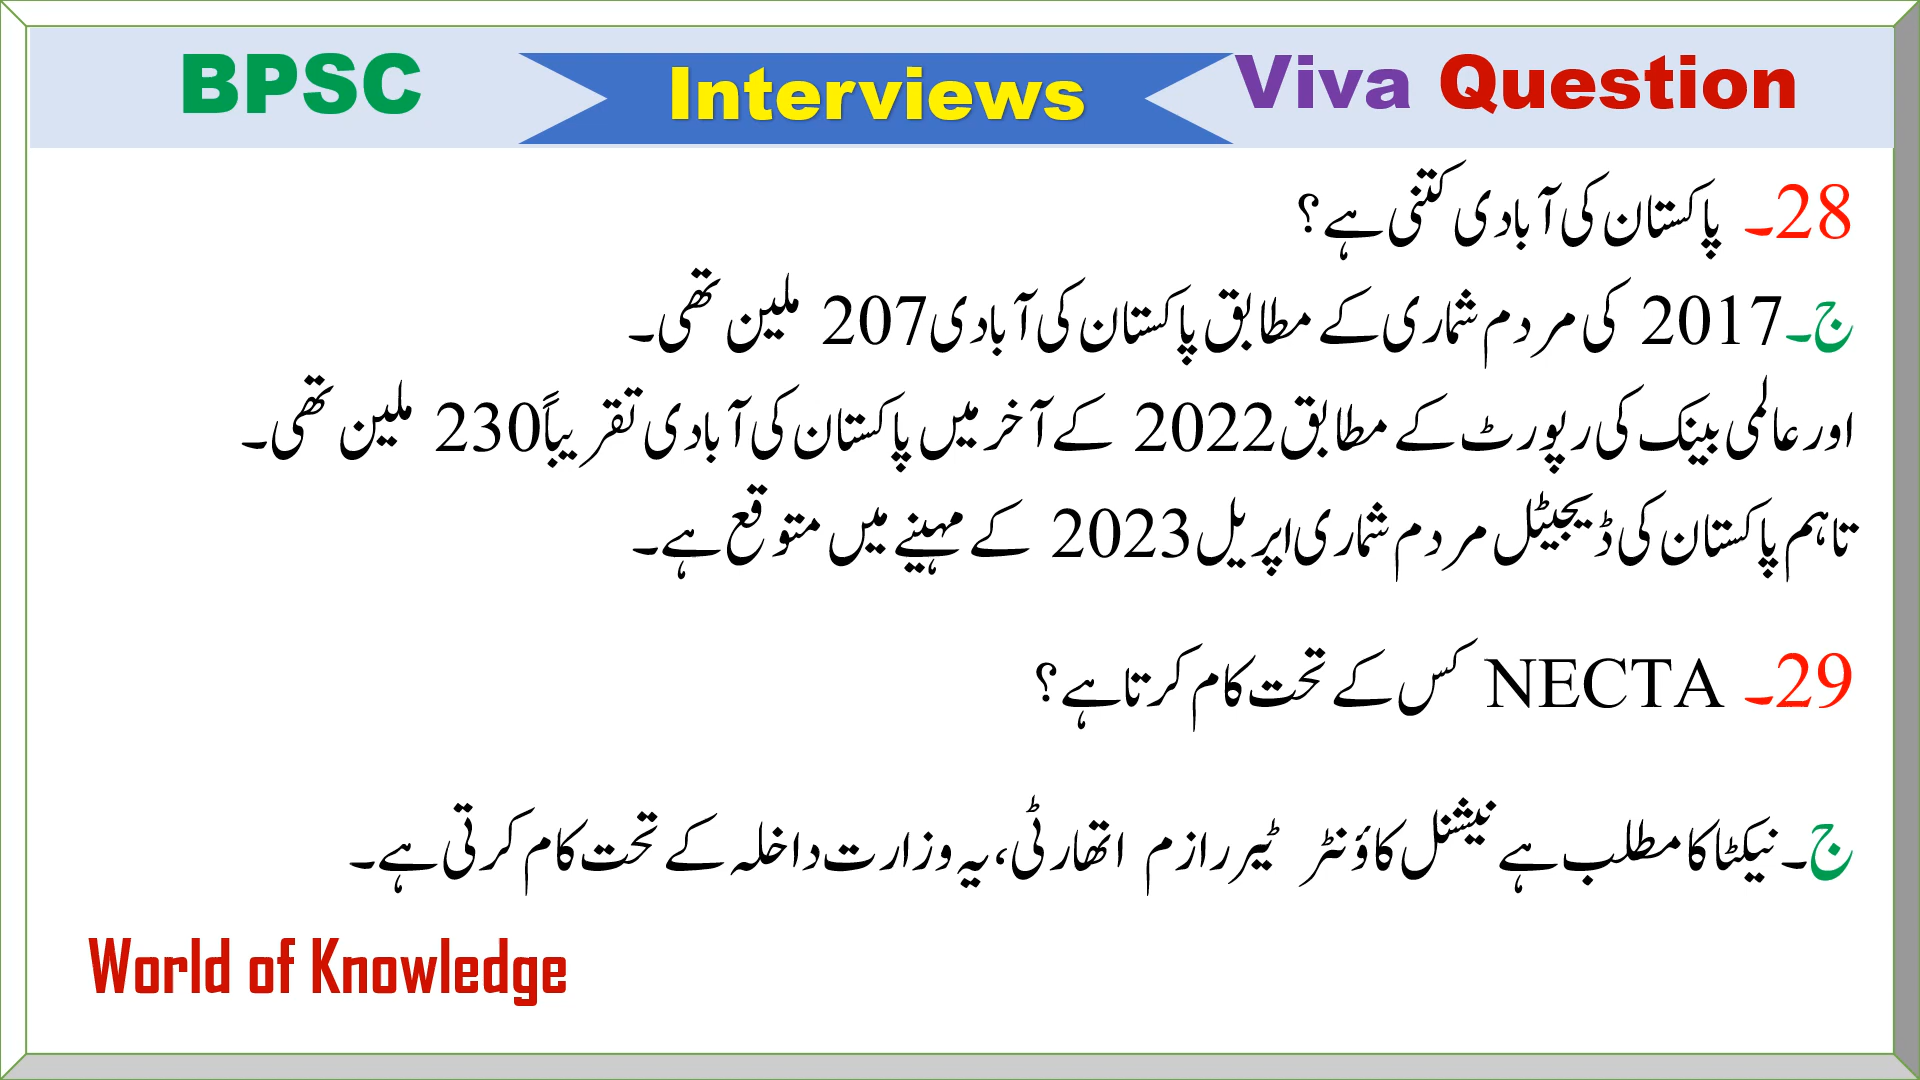 BPSC Interviews Viva Question
28۔ پاکستان کی آبادی کتنی ہے؟
ج۔2017 کی مردم شماری کے مطابق پاکستان کی آبادی 207 ملین تھی۔
اور عالمی بینک کی رپورٹ کے مطابق 2022 کے آخر میں پاکستان کی آبادی تقریباً 230 ملین تھی۔
تاہم پاکستان کی ڈیجیٹل مردم شماری اپریل 2023 کے مہینے میں متوقع ہے۔
29۔ NECTA کس کے تحت کام کرتا ہے؟
ج۔ نیکٹا کا مطلب ہے نیشنل کاؤنٹر ٹیررازم اتھارٹی، یہ وزارت داخلہ کے تحت کام کرتی ہے۔
World of Knowledge